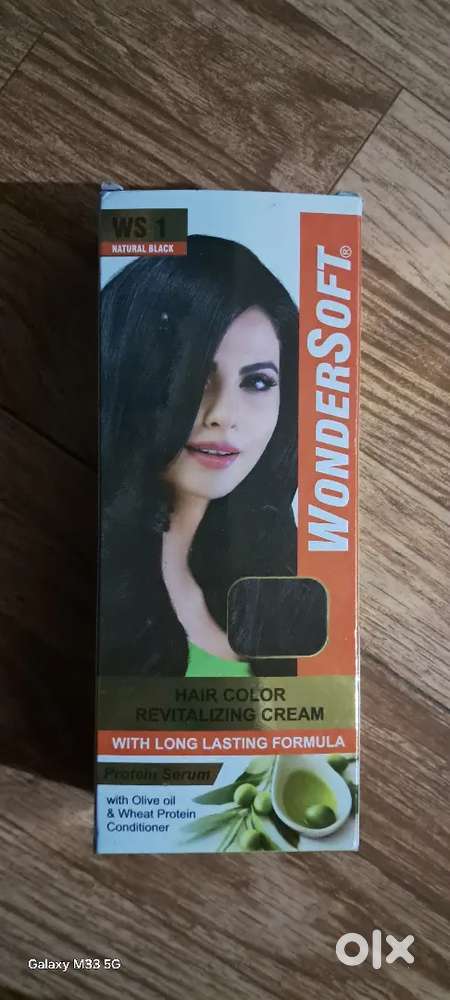 WS 1
NATURAL BLACK
WONDERSOFT®
HAIR COLOR
REVITALIZING CREAM
WITH LONG LASTING FORMULA
Protein Serum
with Olive oil
& Wheat Protein
Conditioner
Galaxy M33 5G
olx